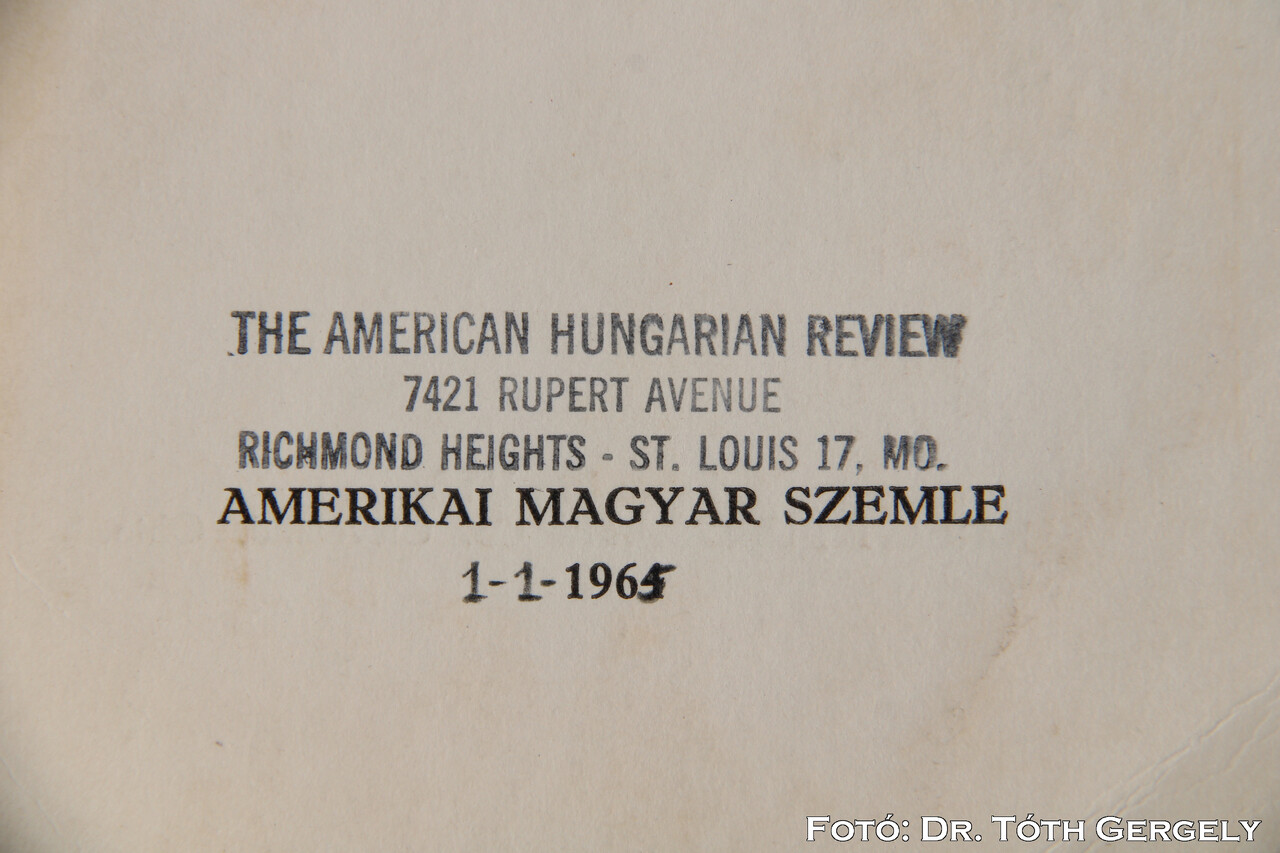 THE AMERICAN HUNGARIAN REVIEW
7421 RUPERT AVENUE
RICHMOND HEIGHTS - ST. LOUIS 17, MO.
AMERIKAI MAGYAR SZEMLE
1-1-1965
FOTÓ: DR. TÓTH GERGELY